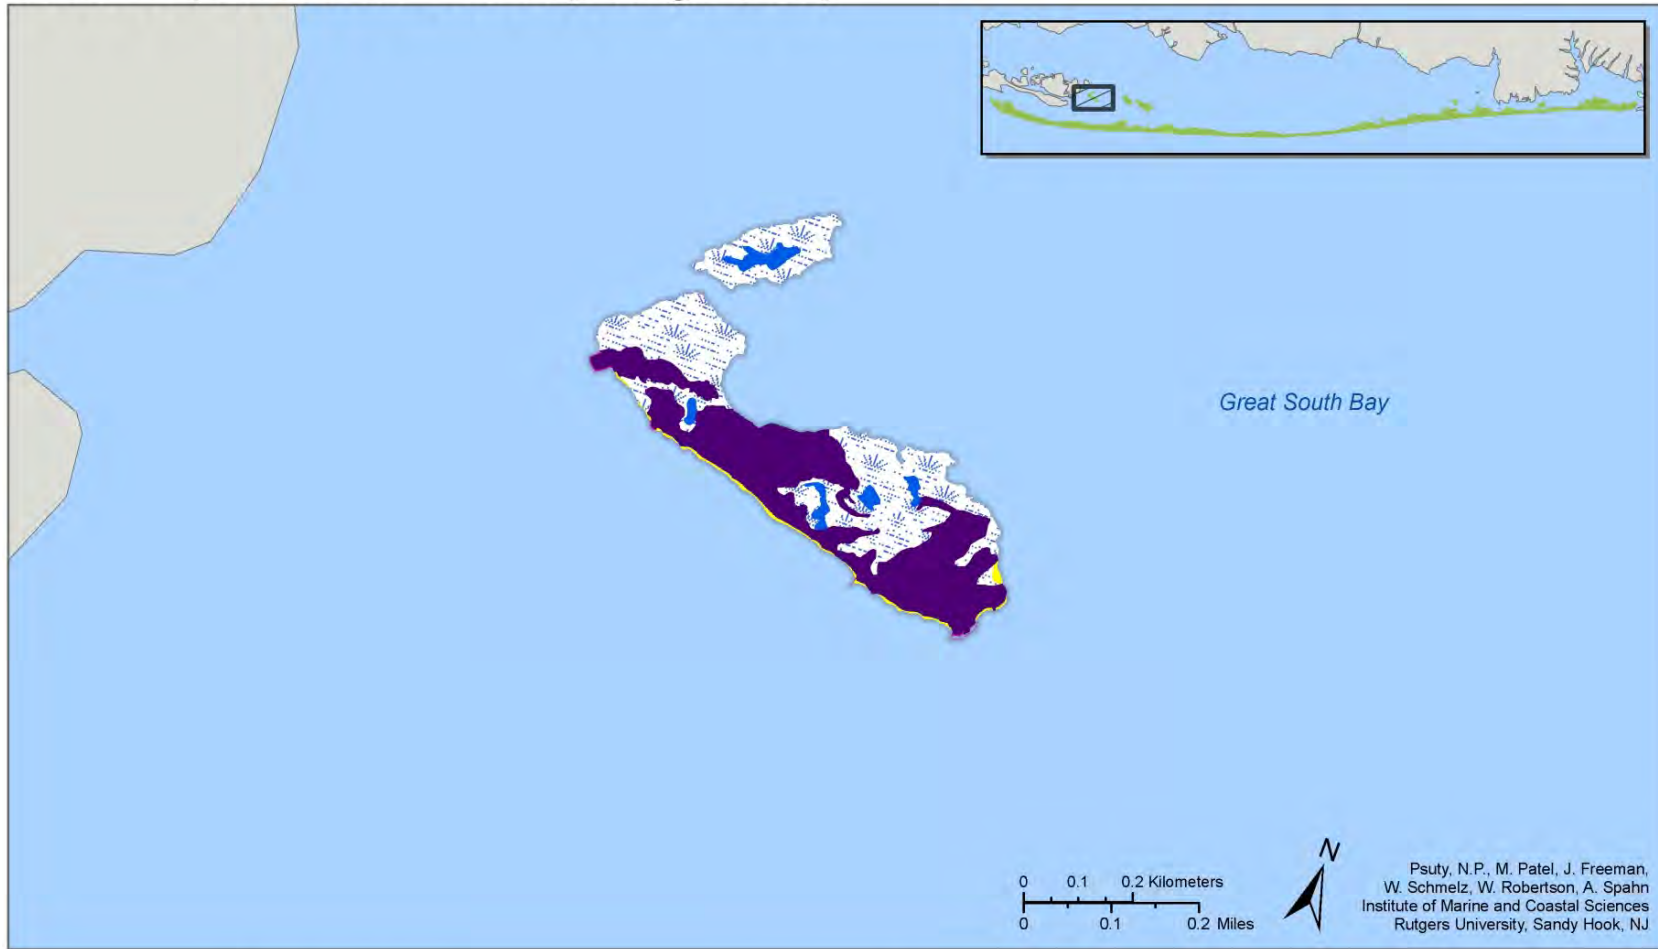 Great South Bay
N
0 0.1 0.2 Kilometers
0 0.1 0.2 Miles
Psuty, N.P., M. Patel, J. Freeman,
W. Schmelz, W. Robertson, A. Spahn
Institute of Marine and Coastal Sciences
Rutgers University, Sandy Hook, NJ